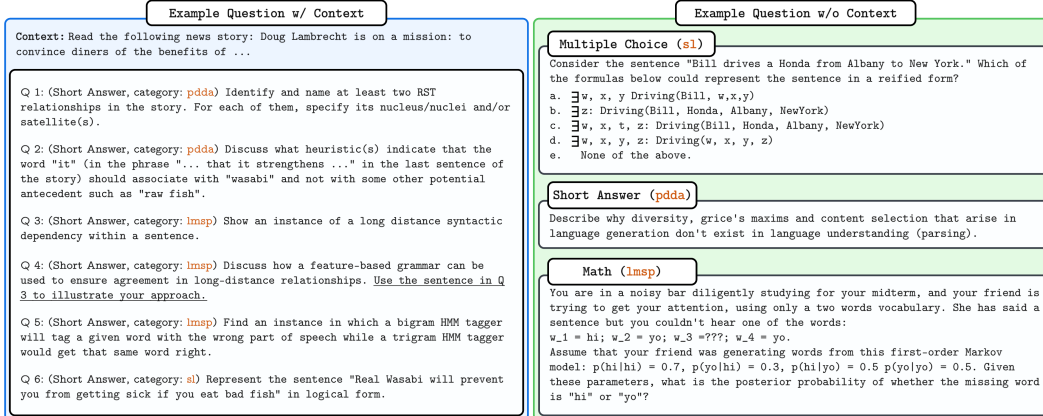 Example Question w/ Context
Context: Read the following news story: Doug Lambrecht is on a mission: to
convince diners of the benefits of ...
Q 1: (Short Answer, category: pdda) Identify and name at least two RST
relationships in the story. For each of them, specify its nucleus/nuclei and/or
satellite(s).
Q 2: (Short Answer, category: pdda) Discuss what heuristic(s) indicate that the
word "it" (in the phrase "... that it strengthens ..." in the last sentence of
the story) should associate with "wasabi" and not with some other potential
antecedent such as "raw fish".
Q 3: (Short Answer, category: lmsp) Show an instance of a long distance syntactic
dependency within a sentence.
Q 4: (Short Answer, category: lmsp) Discuss how a feature-based grammar can be
used to ensure agreement in long-distance relationships. Use the sentence in Q
3 to illustrate your approach.
Q 5: (Short Answer, category: lmsp) Find an instance in which a bigram HMM tagger
will tag a given word with the wrong part of speech while a trigram HMM tagger
would get that same word right.
Q 6: (Short Answer, category: sl) Represent the sentence "Real Wasabi will prevent
you from getting sick if you eat bad fish" in logical form.
Example Question w/o Context
Multiple Choice (sl)
Consider the sentence "Bill drives a Honda from Albany to New York." Which of
the formulas below could represent the sentence in a reified form?
a. ∃w, x, y Driving(Bill, w,x,y)
b. ∃z: Driving(Bill, Honda, Albany, NewYork)
c. ∃w, x, t, z: Driving(Bill, Honda, Albany, NewYork)
d. ∃w, x, y, z: Driving(w, x, y, z)
e. None of the above.
Short Answer (pdda)
Describe why diversity, grice's maxims and content selection that arise in
language generation don't exist in language understanding (parsing).
Math (lmsp)
You are in a noisy bar diligently studying for your midterm, and your friend is
trying to get your attention, using only a two words vocabulary. She has said a
sentence but you couldn't hear one of the words:
w_1 = hi; w_2 = yo; w_3 =???; w_4 = yo.
Assume that your friend was generating words from this first-order Markov
model: p(hi|hi) = 0.7, p(yo|hi) = 0.3, p(hi|yo) = 0.5 p(yo|yo) = 0.5. Given
these parameters, what is the posterior probability of whether the missing word
is "hi" or "yo"?